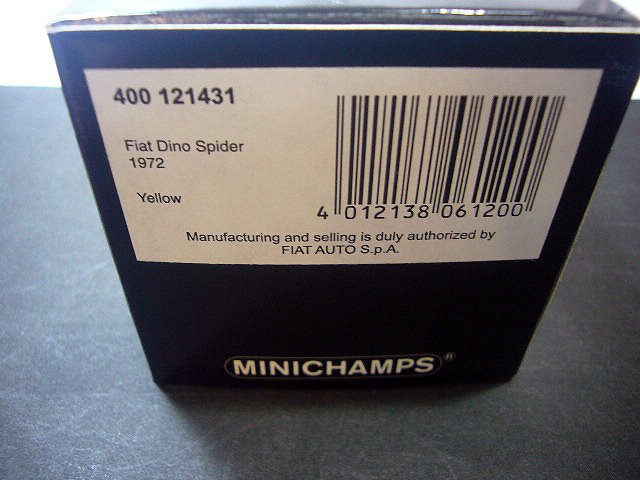 400 121431
Fiat Dino Spider
1972
Yellow
4 012138 061200
Manufacturing and selling is duly authorized by
FIAT AUTO S.p.A.
MINICHAMPS®